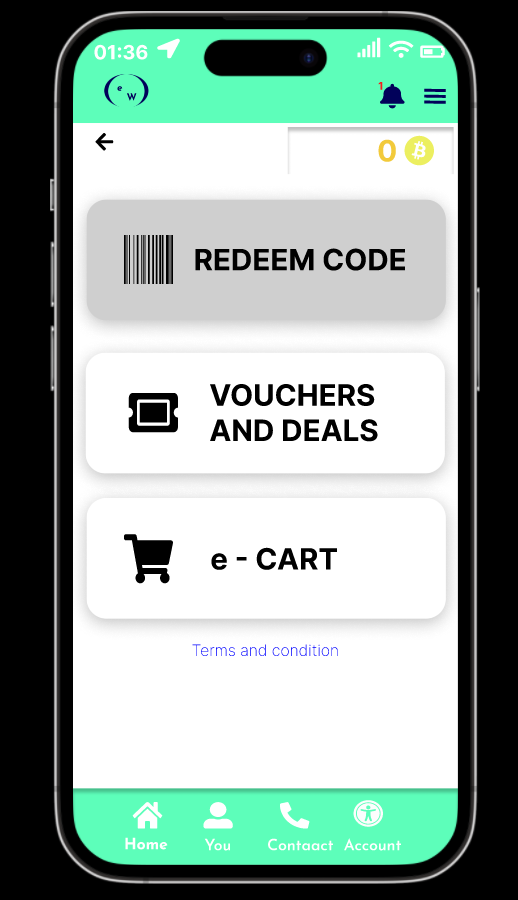 01:36
e
w
1
0
REDEEM CODE
VOUCHERS
AND DEALS
e - CART
Terms and condition
Home You Contaact Account